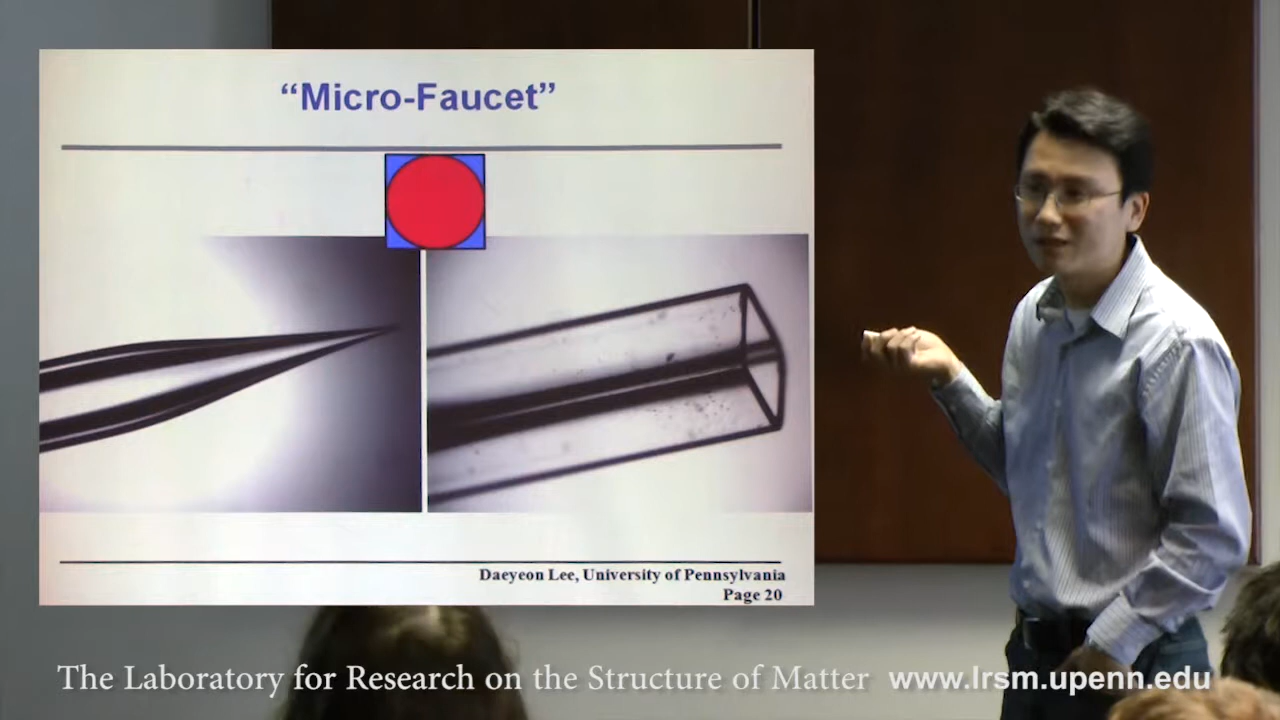 “Micro-Faucet”
Daeyeon Lee, University of Pennsylvania
Page 20
The Laboratory for Research on the Structure of Matter www.lrsm.upenn.edu